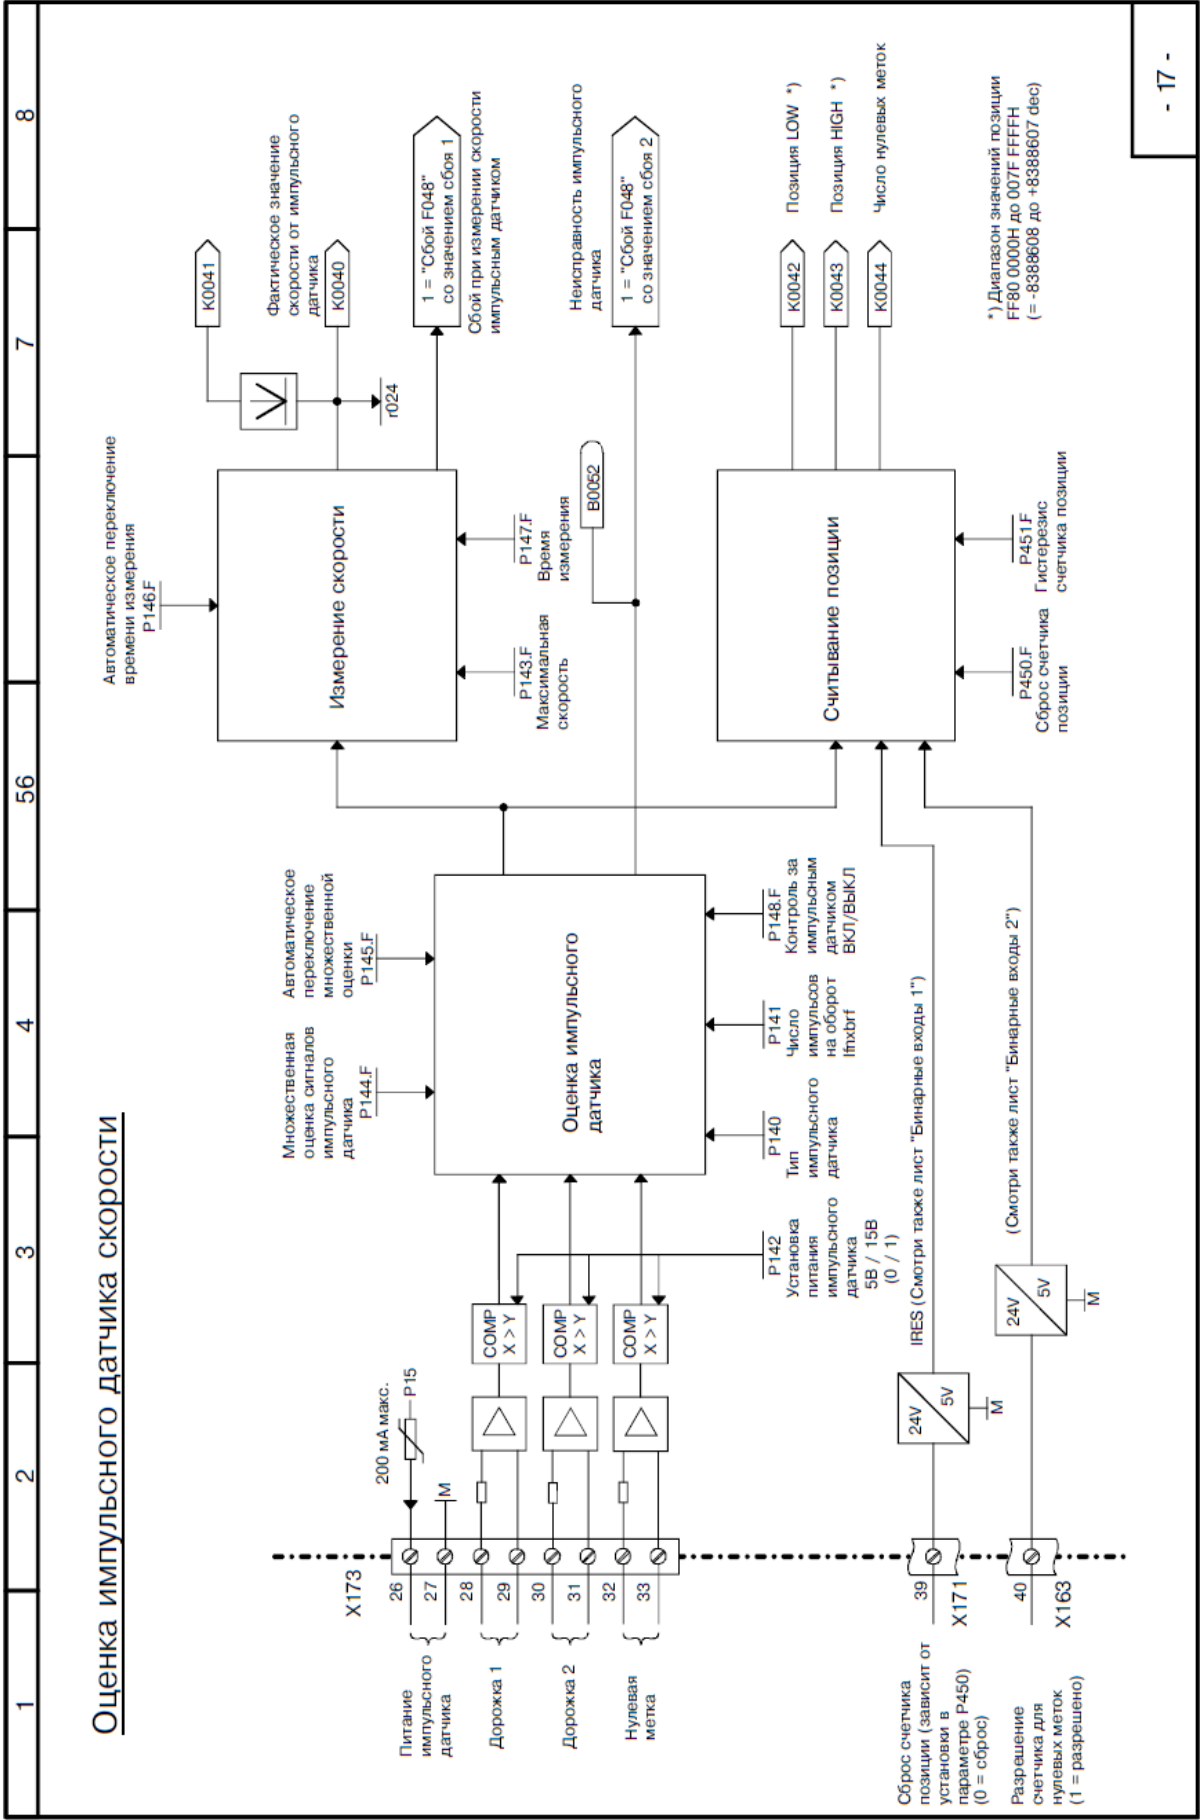 1
2
3
4
56
7
8
Оценка импульсного датчика скорости
Автоматическое переключение
времени измерения
P146.F
Измерение скорости
K0041
Фактическое значение
скорости от импульсного
датчика
K0040
r024
1 = "Сбой F048"
со значением сбоя 1
Сбой при измерении скорости
импульсным датчиком
P143.F
Максимальная
скорость
P147.F
Время
измерения
B0052
Неисправность импульсного
датчика
1 = "Сбой F048"
со значением сбоя 2
Множественная
оценка сигналов
импульсного
датчика
P144.F
Автоматическое
переключение
множественной
оценки
P145.F
Оценка импульсного
датчика
200 мА макс.
P15
M
X173
26
27
28
29
30
31
32
33
Питание
импульсного
датчика
Дорожка 1
Дорожка 2
Нулевая
метка
COMP
X > Y
COMP
X > Y
COMP
X > Y
P142
Установка
питания
импульсного
датчика
5В / 15В
(0 / 1)
P140
Тип
импульсного
датчика
P141
Число
импульсов
на оборот
lfnxbrf
P148.F
Контроль за
импульсным
датчиком
ВКЛ/ВЫКЛ
Считывание позиции
K0042
Позиция LOW *)
K0043
Позиция HIGH *)
K0044
Число нулевых меток
P450.F
Сброс счетчика
позиции
P451.F
Гистерезис
счетчика позиции
*) Диапазон значений позиции
FF80 0000H до 007F FFFFH
(= -8388608 до +8388607 dec)
Сброс счетчика
позиции (зависит от
установки в
параметре P450)
(0 = сброс)
39
X171
24V
5V
M
IRES (Смотри также лист "Бинарные входы 1")
Разрешение
счетчика для
нулевых меток
(1 = разрешено)
40
X163
24V
5V
M
(Смотри также лист "Бинарные входы 2")
- 17 -